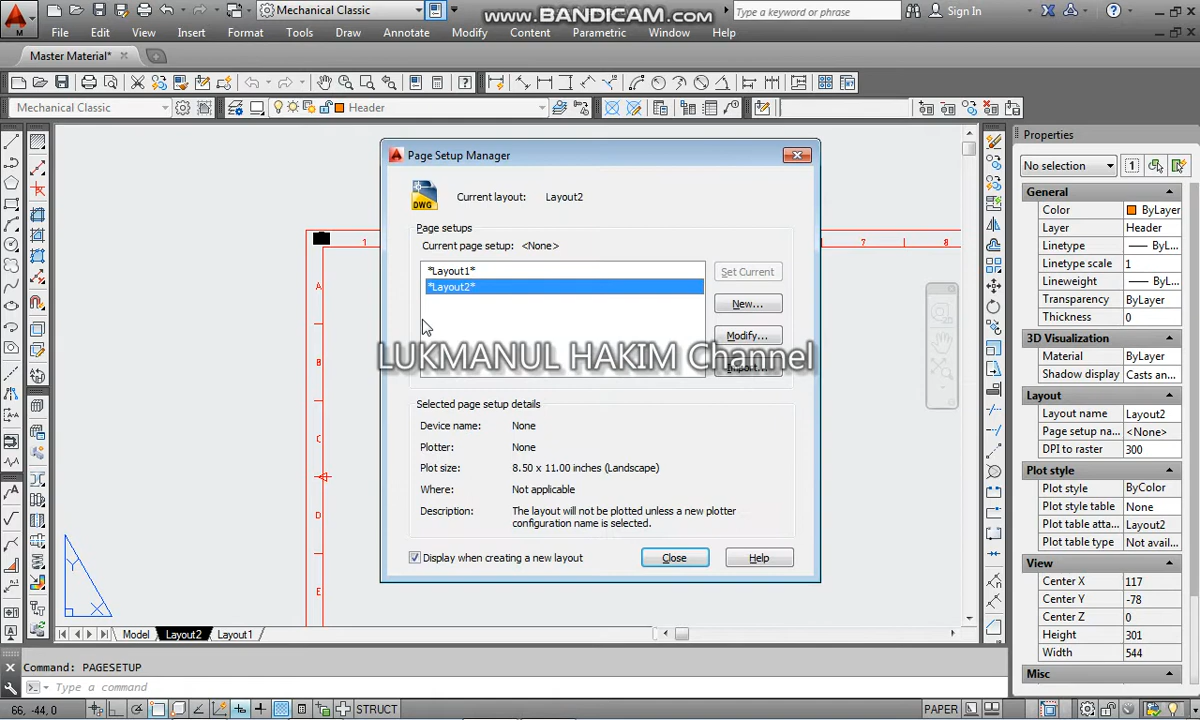 Mechanical Classic
www.BANDICAM.com
Type a keyword or phrase
Sign In
M
File Edit View Insert Format Tools Draw Annotate Modify Content Parametric Window Help
Master Material*
Mechanical Classic
Header
Page Setup Manager
DWG
Current layout: Layout2
Page setups
Current page setup: <None>
*Layout1*
*Layout2*
Set Current
New...
Modify...
Import...
LUKMANUL HAKIM Channel
Selected page setup details
Device name: None
Plotter: None
Plot size: 8.50 x 11.00 inches (Landscape)
Where: Not applicable
Description: The layout will not be plotted unless a new plotter
configuration name is selected.
Display when creating a new layout
Close
Help
1 7 8
A
B
C
D
E
Y
X
Properties
No selection
General
Color ByLayer
Layer Header
Linetype ByL...
Linetype scale 1
Lineweight ByL...
Transparency ByLayer
Thickness 0
3D Visualization
Material ByLayer
Shadow display Casts an...
Layout
Layout name Layout2
Page setup na... <None>
DPI to raster 300
Plot style
Plot style ByColor
Plot style table None
Plot table atta... Layout2
Plot table type Not avai...
View
Center X 117
Center Y -78
Center Z 0
Height 301
Width 544
Misc
Model Layout2 Layout1
Command: PAGESETUP
Type a command
66, -44, 0
STRUCT
PAPER